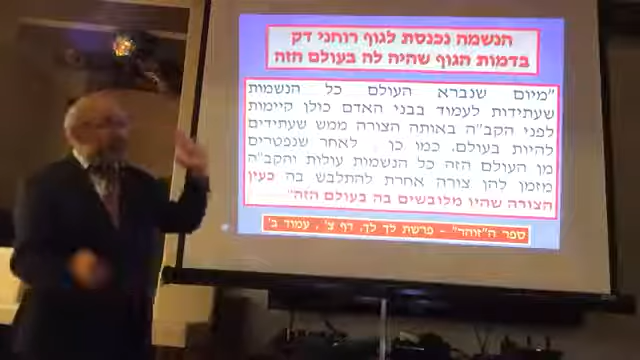 הנשמה נכנסת לגוף רוחני דק
בדמות הגוף שהיה לה בעולם הזה
"מיום שנברא העולם כל הנשמות
שעתידות לעמוד בבני האדם כולן קיימות
לפני הקב"ה באותה הצורה ממש שעתידים
להיות בעולם. כמו כן לאחר שנפטרים
מן העולם הזה כל הנשמות עולות והקב"ה
מזמן להן צורה אחרת להתלבש בה כעין
הצורה שהיו מלובשים בה בעולם הזה"
ספר ה"זוהר" – פרשת לך לך, דף צ', עמוד ב'